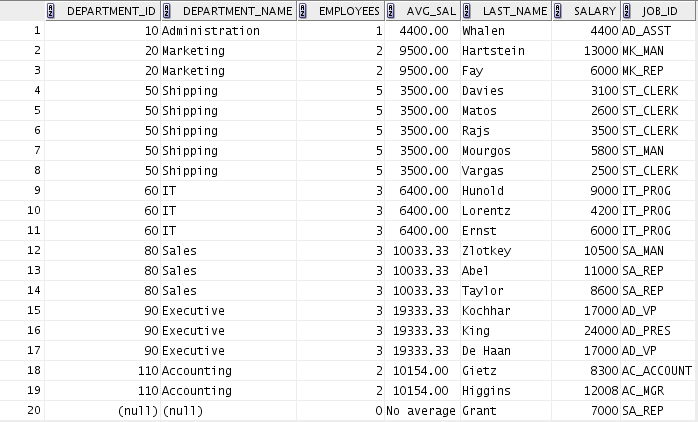 DEPARTMENT_ID DEPARTMENT_NAME EMPLOYEES AVG_SAL LAST_NAME SALARY JOB_ID
1 10 Administration 1 4400.00 Whalen 4400 AD_ASST
2 20 Marketing 2 9500.00 Hartstein 13000 MK_MAN
3 20 Marketing 2 9500.00 Fay 6000 MK_REP
4 50 Shipping 5 3500.00 Davies 3100 ST_CLERK
5 50 Shipping 5 3500.00 Matos 2600 ST_CLERK
6 50 Shipping 5 3500.00 Rajs 3500 ST_CLERK
7 50 Shipping 5 3500.00 Mourgos 5800 ST_MAN
8 50 Shipping 5 3500.00 Vargas 2500 ST_CLERK
9 60 IT 3 6400.00 Hunold 9000 IT_PROG
10 60 IT 3 6400.00 Lorentz 4200 IT_PROG
11 60 IT 3 6400.00 Ernst 6000 IT_PROG
12 80 Sales 3 10033.33 Zlotkey 10500 SA_MAN
13 80 Sales 3 10033.33 Abel 11000 SA_REP
14 80 Sales 3 10033.33 Taylor 8600 SA_REP
15 90 Executive 3 19333.33 Kochhar 17000 AD_VP
16 90 Executive 3 19333.33 King 24000 AD_PRES
17 90 Executive 3 19333.33 De Haan 17000 AD_VP
18 110 Accounting 2 10154.00 Gietz 8300 AC_ACCOUNT
19 110 Accounting 2 10154.00 Higgins 12008 AC_MGR
20 (null) (null) 0 No average Grant 7000 SA_REP